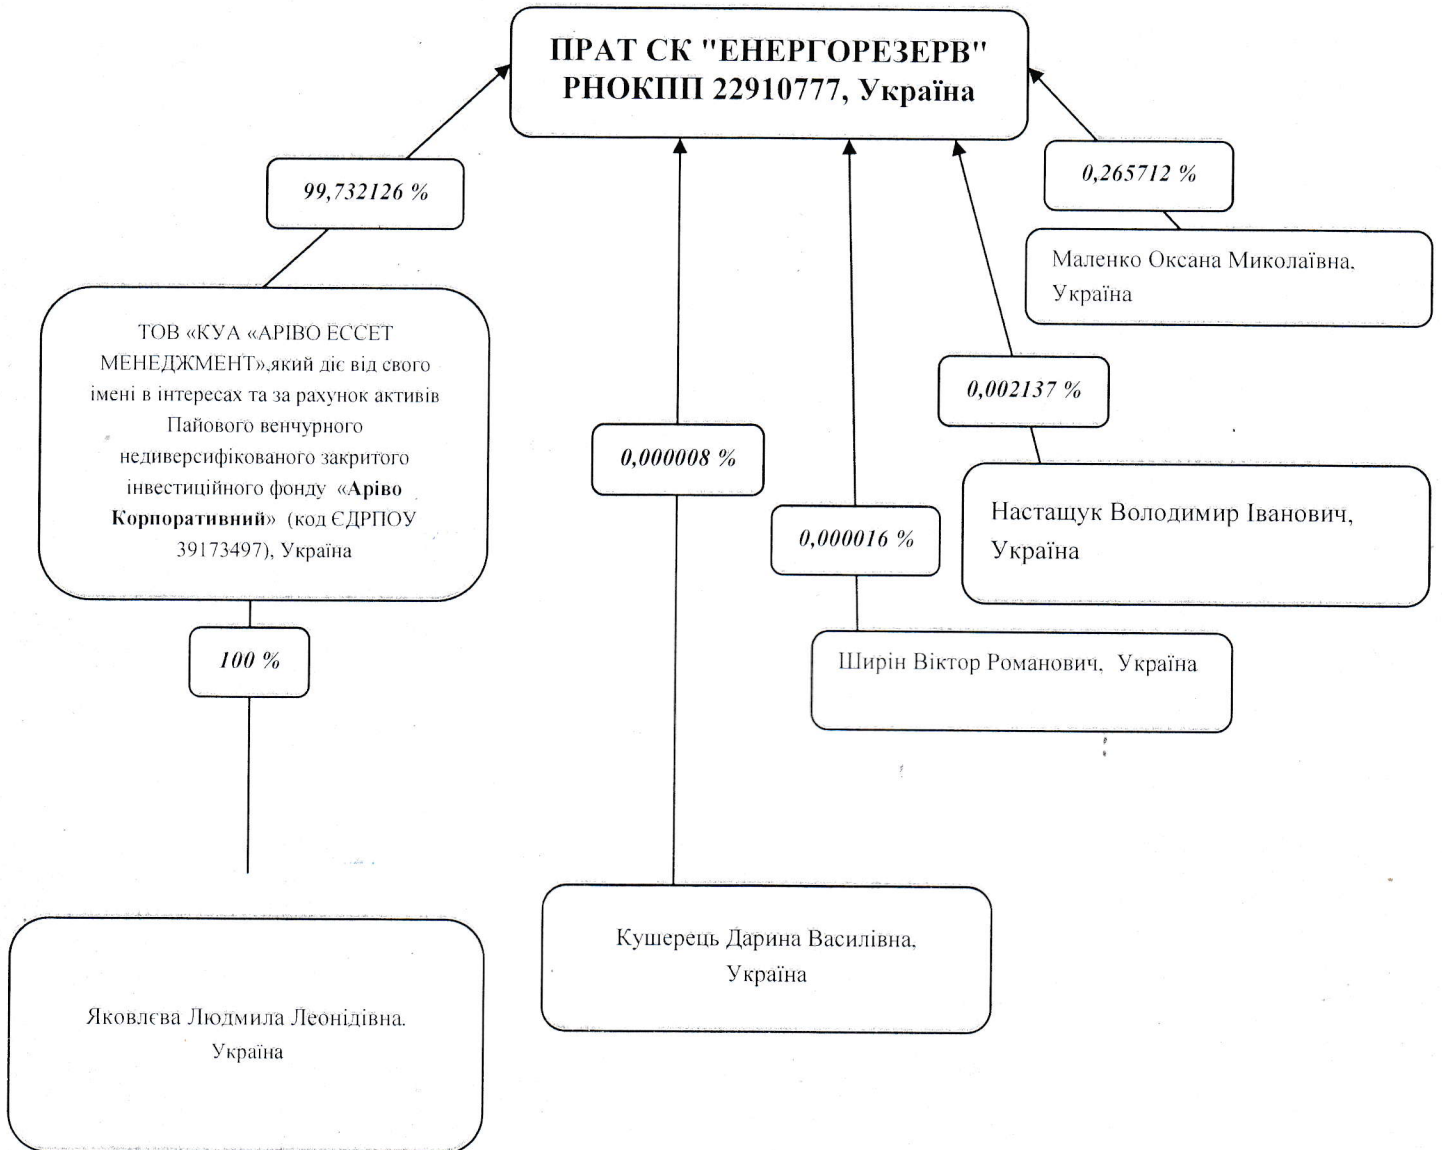 ПРАТ СК "ЕНЕРГОРЕЗЕРВ"
РНОКПП 22910777, Україна
99,732126 %
0,265712 %
Маленко Оксана Миколаївна,
Україна
ТОВ «КУА «АРІВО ЕССЕТ
МЕНЕДЖМЕНТ»,який діє від свого
імені в інтересах та за рахунок активів
Пайового венчурного
недиверсифікованого закритого
інвестиційного фонду «Аріво
Корпоративний» (код ЄДРПОУ
39173497), Україна
0,002137 %
0,000008 %
Настащук Володимир Іванович,
Україна
0,000016 %
100 %
Ширін Віктор Романович, Україна
Кушерець Дарина Василівна,
Україна
Яковлєва Людмила Леонідівна.
Україна